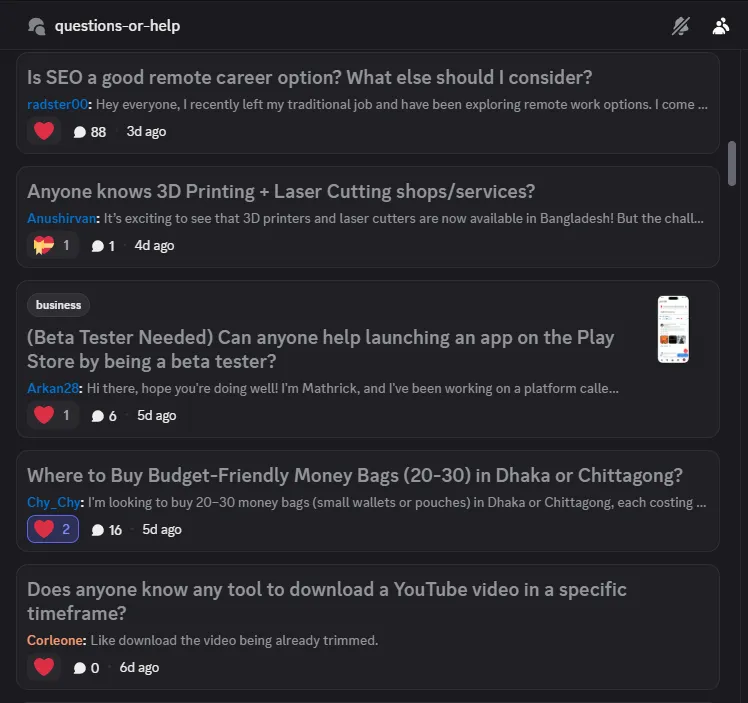 questions-or-help
Is SEO a good remote career option? What else should I consider?
radster00: Hey everyone, I recently left my traditional job and have been exploring remote work options. I come ...
88 · 3d ago
Anyone knows 3D Printing + Laser Cutting shops/services?
Anushirvan: It's exciting to see that 3D printers and laser cutters are now available in Bangladesh! But the chall...
1 1 · 4d ago
business
(Beta Tester Needed) Can anyone help launching an app on the Play
Store by being a beta tester?
Arkan28: Hi there, hope you're doing well! I'm Mathrick, and I've been working on a platform calle...
1 6 · 5d ago
Where to Buy Budget-Friendly Money Bags (20-30) in Dhaka or Chittagong?
Chy_Chy: I'm looking to buy 20–30 money bags (small wallets or pouches) in Dhaka or Chittagong, each costing ...
2 16 · 5d ago
Does anyone know any tool to download a YouTube video in a specific
timeframe?
Corleone: Like download the video being already trimmed.
0 · 6d ago